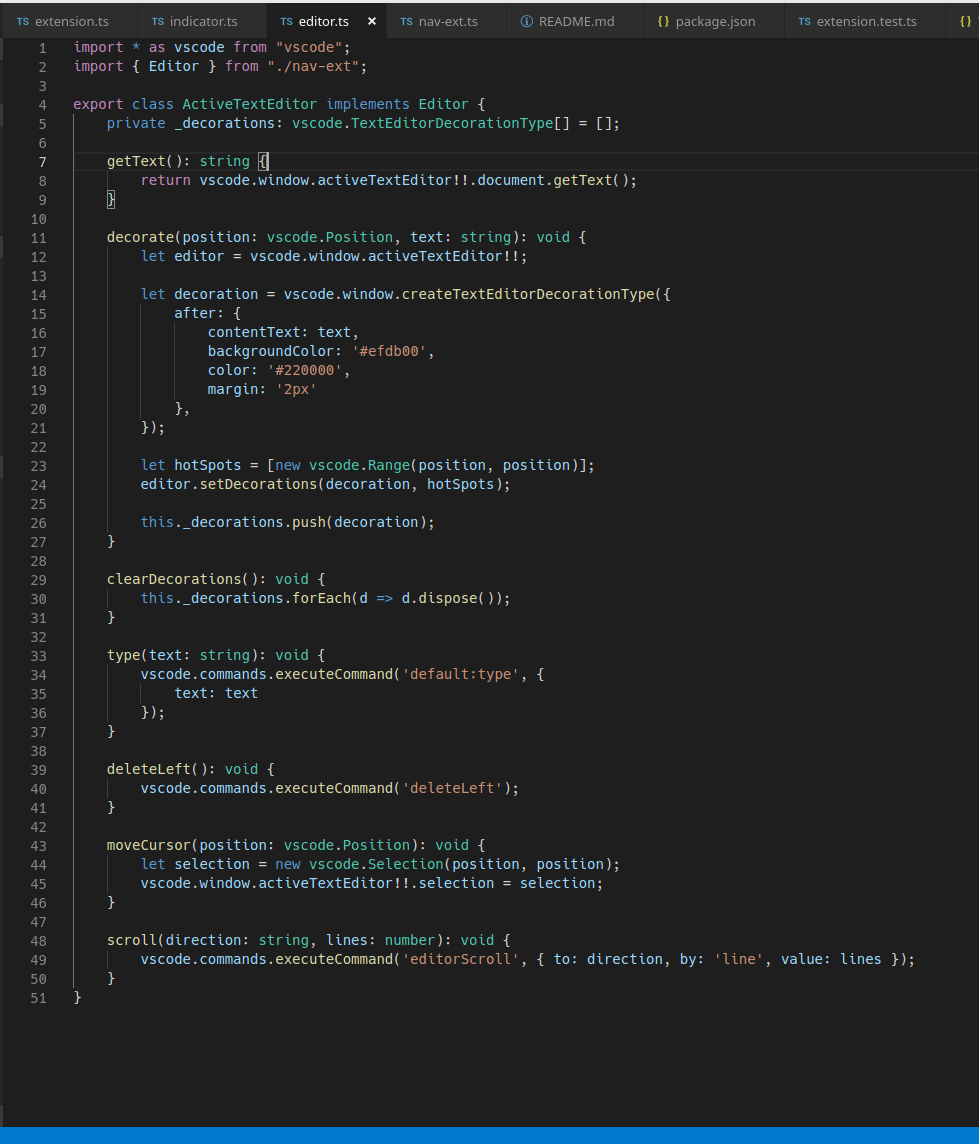 TS extension.ts TS indicator.ts TS editor.ts × TS nav-ext.ts ⓘ README.md {} package.json TS extension.test.ts {}
1 import * as vscode from "vscode";
2 import { Editor } from "./nav-ext";
3
4 export class ActiveTextEditor implements Editor {
5     private _decorations: vscode.TextEditorDecorationType[] = [];
6
7     getText(): string {
8         return vscode.window.activeTextEditor!!.document.getText();
9     }
10
11     decorate(position: vscode.Position, text: string): void {
12         let editor = vscode.window.activeTextEditor!!;
13
14         let decoration = vscode.window.createTextEditorDecorationType({
15             after: {
16                 contentText: text,
17                 backgroundColor: '#efdb00',
18                 color: '#220000',
19                 margin: '2px'
20             },
21         });
22
23         let hotSpots = [new vscode.Range(position, position)];
24         editor.setDecorations(decoration, hotSpots);
25
26         this._decorations.push(decoration);
27     }
28
29     clearDecorations(): void {
30         this._decorations.forEach(d => d.dispose());
31     }
32
33     type(text: string): void {
34         vscode.commands.executeCommand('default:type', {
35             text: text
36         });
37     }
38
39     deleteLeft(): void {
40         vscode.commands.executeCommand('deleteLeft');
41     }
42
43     moveCursor(position: vscode.Position): void {
44         let selection = new vscode.Selection(position, position);
45         vscode.window.activeTextEditor!!.selection = selection;
46     }
47
48     scroll(direction: string, lines: number): void {
49         vscode.commands.executeCommand('editorScroll', { to: direction, by: 'line', value: lines });
50     }
51 }